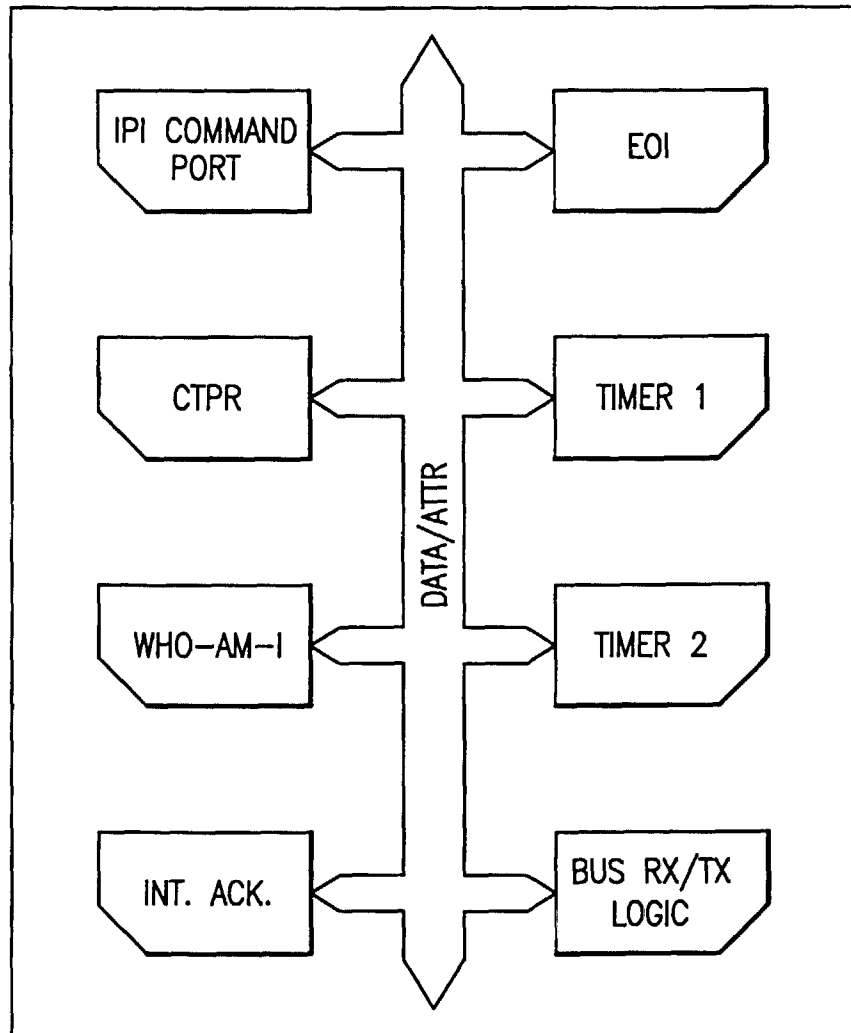 IPI COMMAND
PORT
EOI
CTPR
TIMER 1
DATA/ATTR
WHO-AM-I
TIMER 2
INT. ACK.
BUS RX/TX
LOGIC